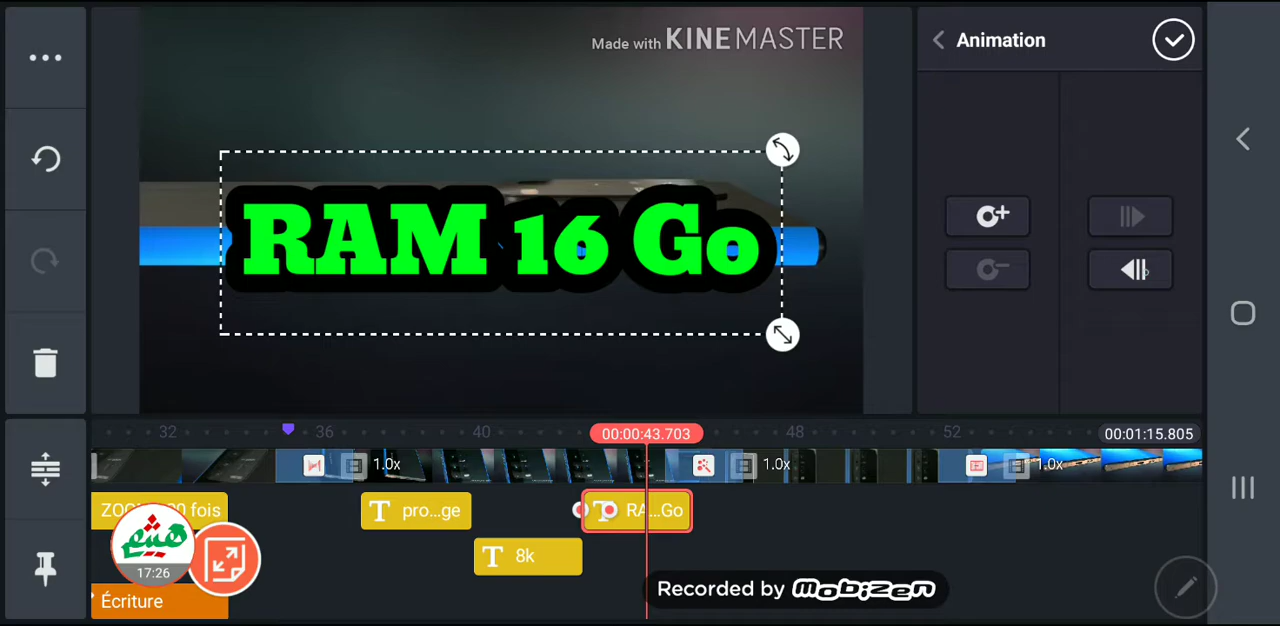 Made with KINEMASTER
Animation
RAM 16 Go
32
36
40
00:00:43.703
48
52
00:01:15.805
1.0x
1.0x
1.0x
fois
T pro...ge
T RA...Go
T 8k
17:26
Écriture
Recorded by mobizen